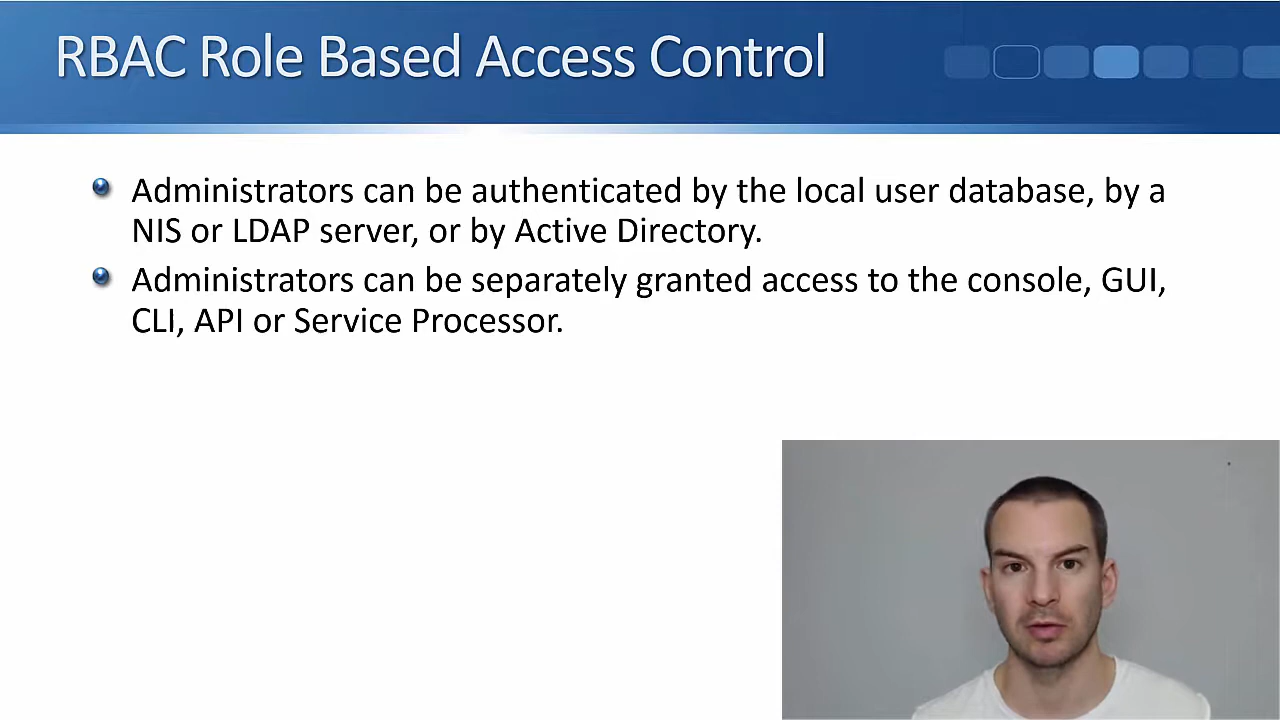 RBAC Role Based Access Control
Administrators can be authenticated by the local user database, by a
NIS or LDAP server, or by Active Directory.
Administrators can be separately granted access to the console, GUI,
CLI, API or Service Processor.